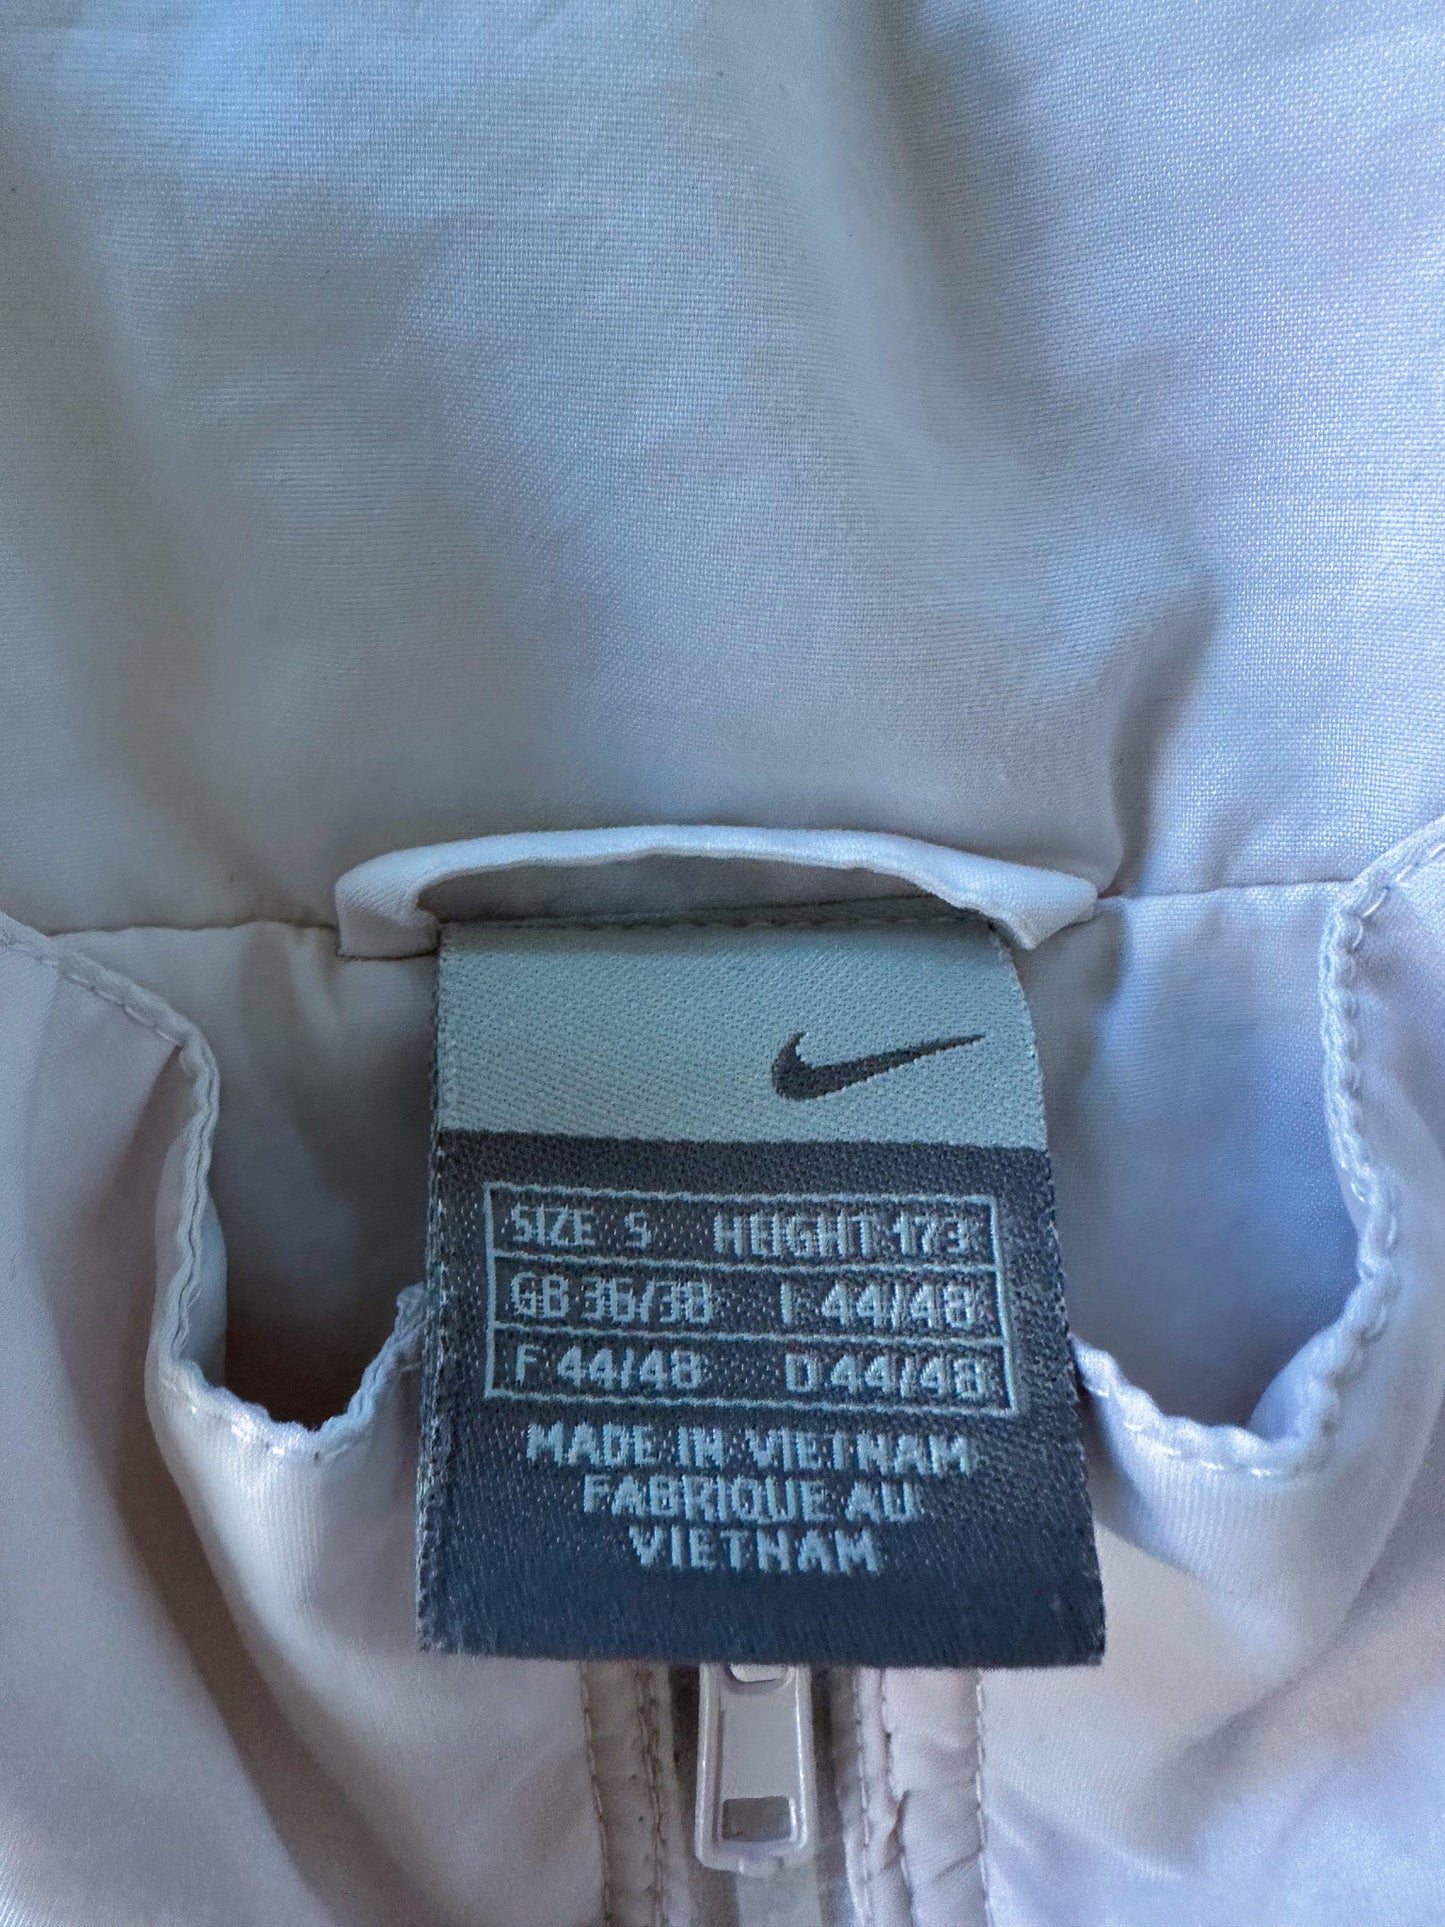 SIZE S HEIGHT 173
GB 36/38 I 44/48
F 44/48 D 44/48
MADE IN VIETNAM
FABRIQUE AU
VIETNAM